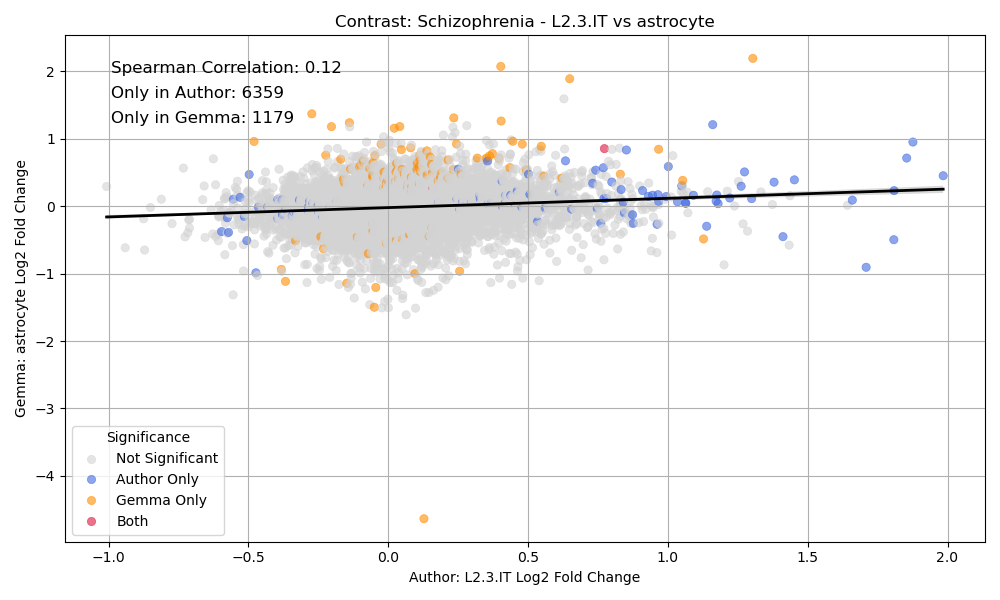 Contrast: Schizophrenia - L2.3.IT vs astrocyte
Spearman Correlation: 0.12
Only in Author: 6359
Only in Gemma: 1179
Gemma: astrocyte Log2 Fold Change
2
1
0
−1
−2
−3
−4
Significance
Not Significant
Author Only
Gemma Only
Both
−1.0
−0.5
0.0
0.5
1.0
1.5
2.0
Author: L2.3.IT Log2 Fold Change